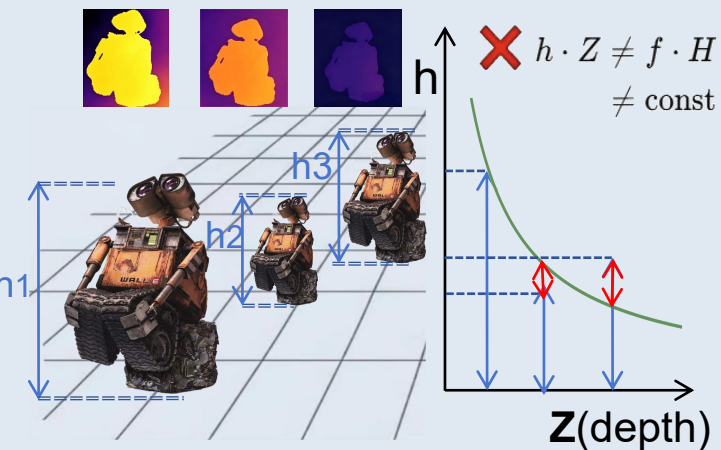 h
❌ h · Z ≠ f · H
≠ const
h1
h2
h3
WALL·E
Z(depth)